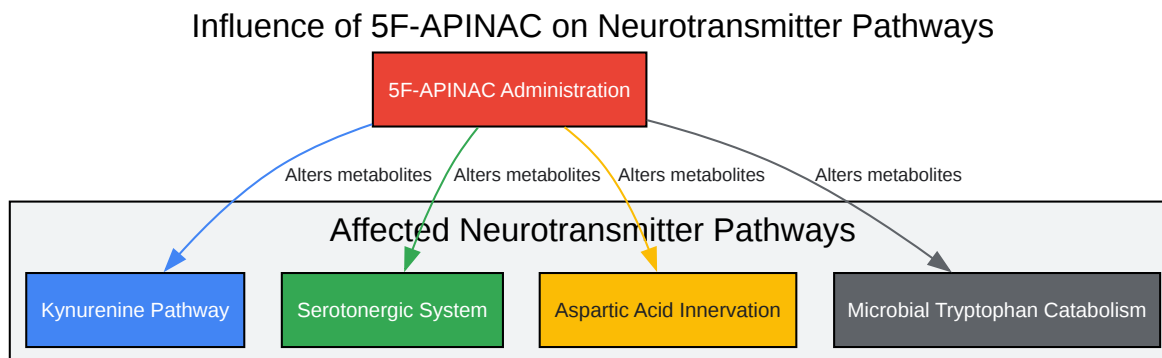 Influence of 5F-APINAC on Neurotransmitter Pathways
5F-APINAC Administration
Alters metabolites
Alters metabolites
Alters metabolites
Alters metabolites
Affected Neurotransmitter Pathways
Kynurenine Pathway
Serotonergic System
Aspartic Acid Innervation
Microbial Tryptophan Catabolism